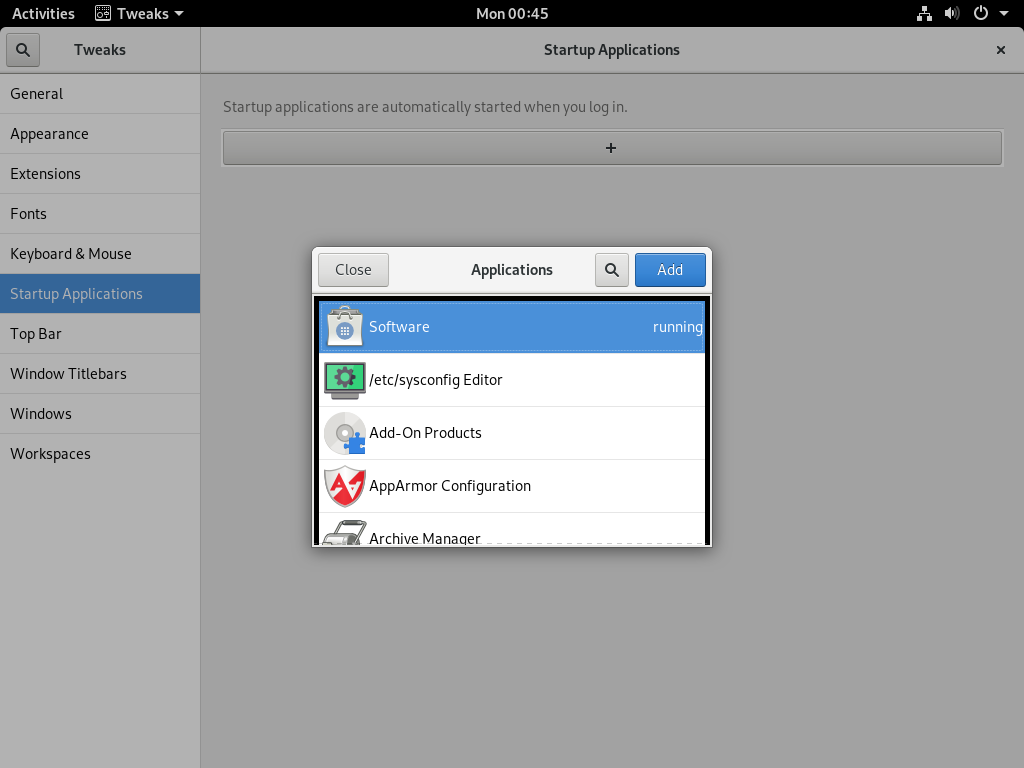 Activities Tweaks Mon 00:45
Tweaks Startup Applications
General
Appearance
Extensions
Fonts
Keyboard & Mouse
Startup Applications
Top Bar
Window Titlebars
Windows
Workspaces
Startup applications are automatically started when you log in.
+
Close Applications Add
Software running
/etc/sysconfig Editor
Add-On Products
AppArmor Configuration
Archive Manager